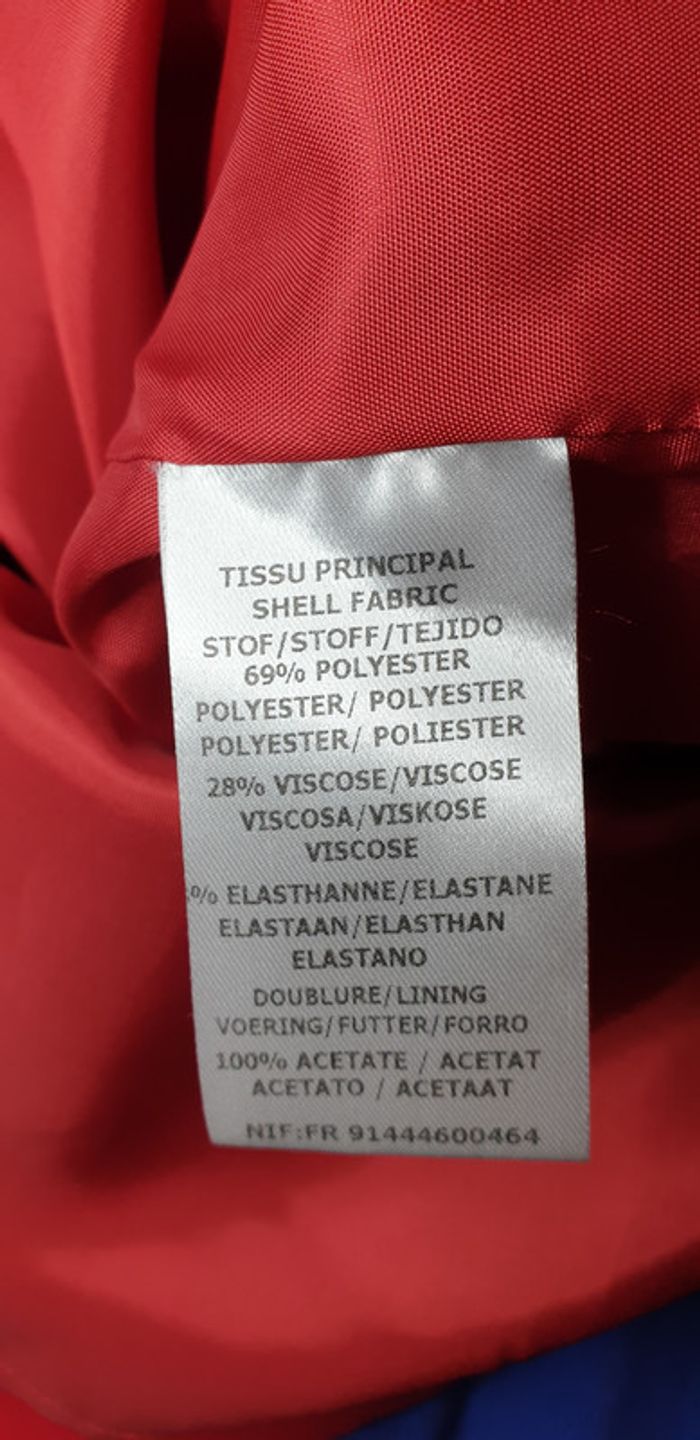 TISSU PRINCIPAL
SHELL FABRIC
STOF/STOFF/TEJIDO
69% POLYESTER
POLYESTER/ POLYESTER
POLYESTER/ POLIESTER
28% VISCOSE/VISCOSE
VISCOSA/VISKOSE
VISCOSE
% ELASTHANNE/ELASTANE
ELASTAAN/ELASTHAN
ELASTANO
DOUBLURE/LINING
VOERING/FUTTER/FORRO
100% ACETATE / ACETAT
ACETATO / ACETAAT
NIF:FR 91444600464